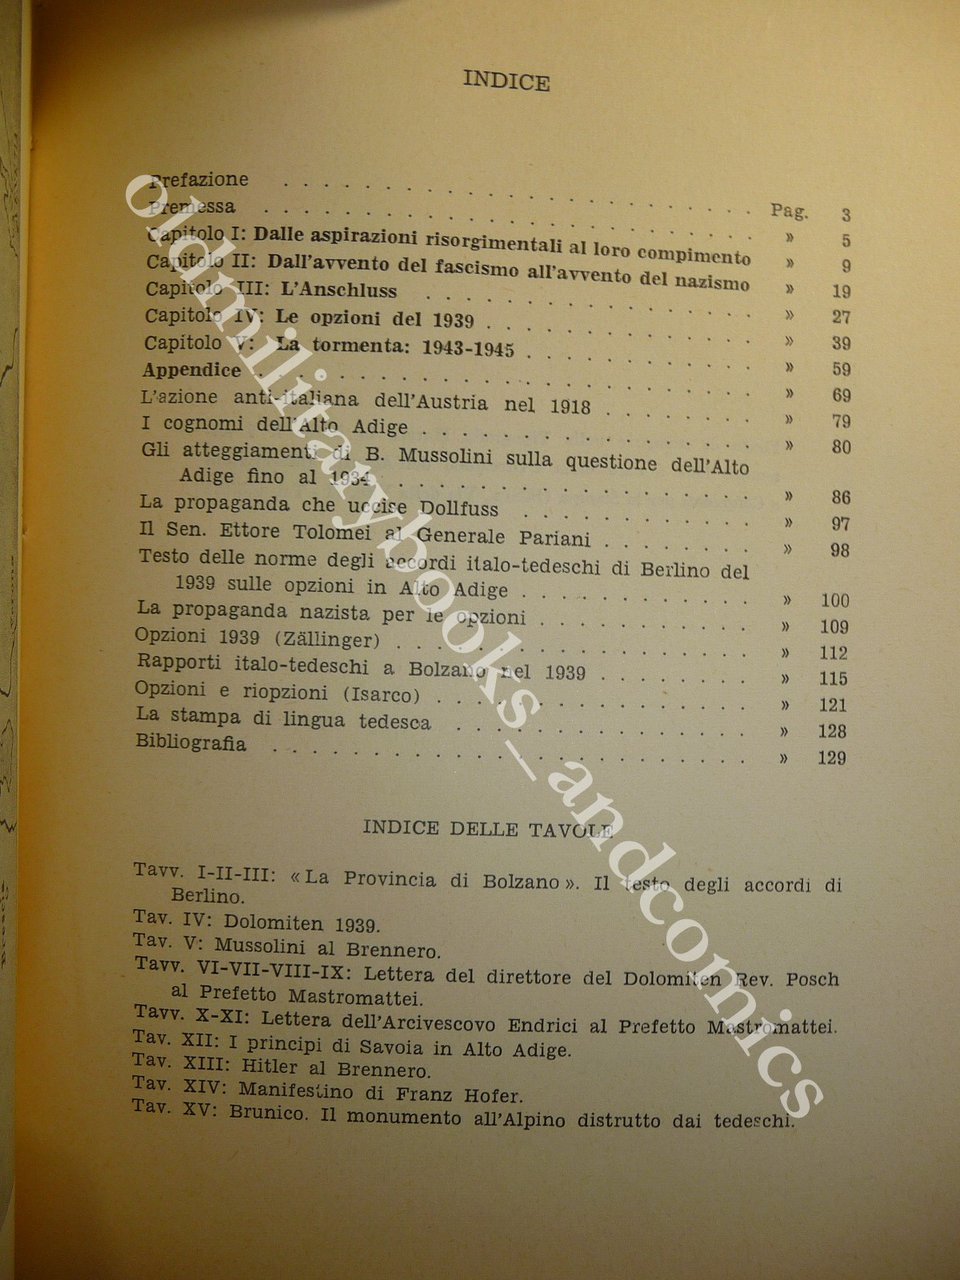 INDICE
Prefazione . . . . . . . . . . . . . . . . . . . . . . . . Pag. 3
Premessa . . . . . . . . . . . . . . . . . . . . . . . . . » 5
Capitolo I: Dalle aspirazioni risorgimentali al loro compimento » 9
Capitolo II: Dall'avvento del fascismo all'avvento del nazismo » 19
Capitolo III: L'Anschluss . . . . . . . . . . . . . . . . . » 27
Capitolo IV: Le opzioni del 1939 . . . . . . . . . . . . . . » 39
Capitolo V: La tormenta: 1943-1945 . . . . . . . . . . . . » 59
Appendice . . . . . . . . . . . . . . . . . . . . . . . . . » 69
L'azione anti-italiana dell'Austria nel 1918 . . . . . . . . » 79
I cognomi dell'Alto Adige . . . . . . . . . . . . . . . . . » 80
Gli atteggiamenti di B. Mussolini sulla questione dell'Alto
Adige fino al 1934 . . . . . . . . . . . . . . . . . . . » 86
La propaganda che uccise Dollfuss . . . . . . . . . . . . » 97
Il Sen. Ettore Tolomei al Generale Pariani . . . . . . . . » 98
Testo delle norme degli accordi italo-tedeschi di Berlino del
1939 sulle opzioni in Alto Adige . . . . . . . . . . . . » 100
La propaganda nazista per le opzioni . . . . . . . . . . . » 109
Opzioni 1939 (Zällinger) . . . . . . . . . . . . . . . . . . » 112
Rapporti italo-tedeschi a Bolzano nel 1939 . . . . . . . . » 115
Opzioni e riopzioni (Isarco) . . . . . . . . . . . . . . . . » 121
La stampa di lingua tedesca . . . . . . . . . . . . . . . » 128
Bibliografia . . . . . . . . . . . . . . . . . . . . . . . . » 129
INDICE DELLE TAVOLE
Tavv. I-II-III: «La Provincia di Bolzano». Il testo degli accordi di
Berlino.
Tav. IV: Dolomiten 1939.
Tav. V: Mussolini al Brennero.
Tavv. VI-VII-VIII-IX: Lettera del direttore del Dolomiten Rev. Posch
al Prefetto Mastromattei.
Tavv. X-XI: Lettera dell'Arcivescovo Endrici al Prefetto Mastromattei.
Tav. XII: I principi di Savoia in Alto Adige.
Tav. XIII: Hitler al Brennero.
Tav. XIV: Manifestino di Franz Hofer.
Tav. XV: Brunico. Il monumento all'Alpino distrutto dai tedeschi.
oldmilitarybooks_andcomics